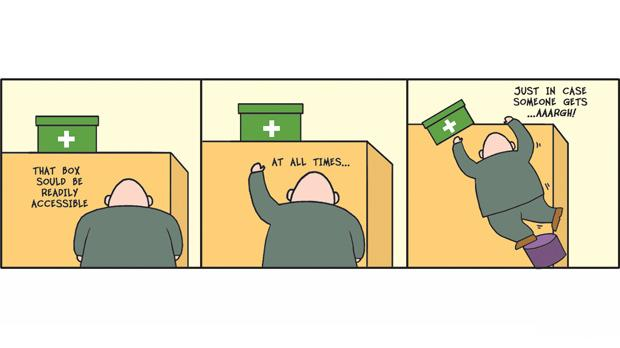 THAT BOX
SOULD BE
READILY
ACCESSIBLE
AT ALL TIMES...
JUST IN CASE
SOMEONE GETS
...AAARGH!